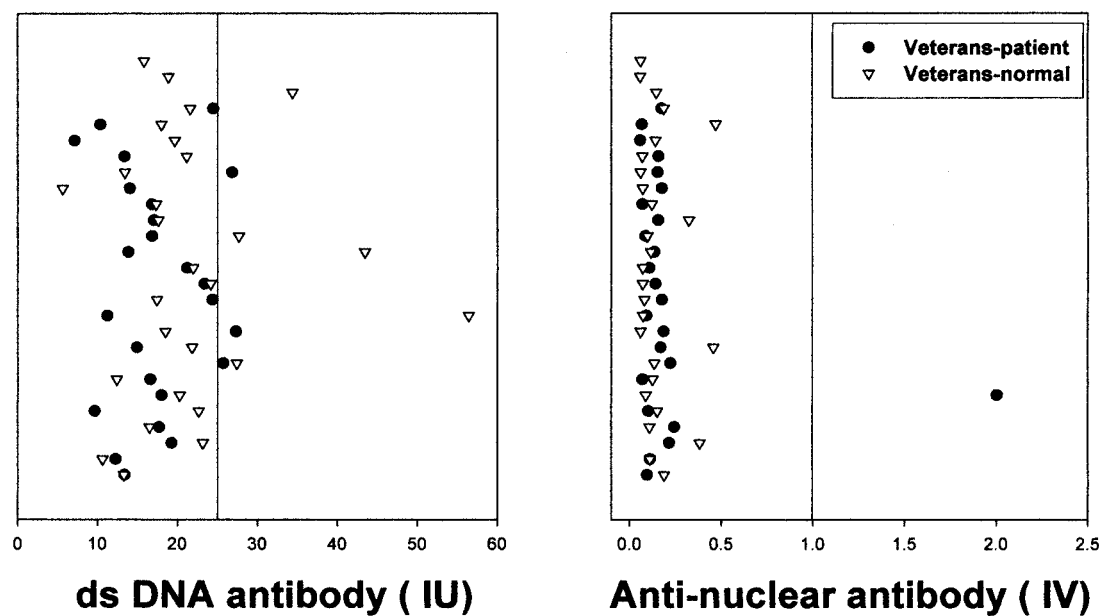 Veterans-patient
Veterans-normal
0 10 20 30 40 50 60
0.0 0.5 1.0 1.5 2.0 2.5
ds DNA antibody ( IU)
Anti-nuclear antibody ( IV)